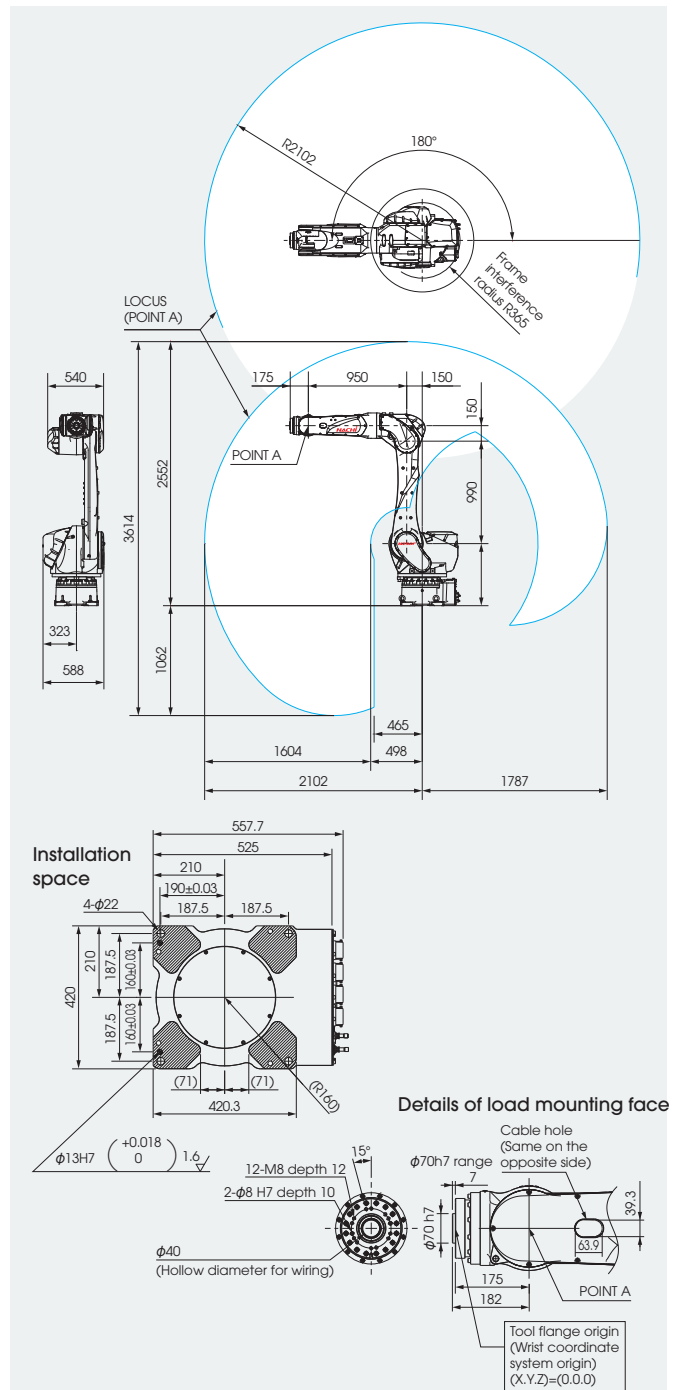 R2102
180°
Frame
interference
radius R365
LOCUS
(POINT A)
540
175
950
150
150
NACHI
POINT A
2552
990
3614
323
588
1062
465
1604
498
2102
1787
Installation
space
557.7
525
210
190±0.03
4-ϕ22
187.5
187.5
420
210
187.5
160±0.03
187.5
160±0.03
(71)
(71)
(R160)
420.3
ϕ13H7
(
+0.018
0
)
1.6
Details of load mounting face
Cable hole
(Same on the
opposite side)
ϕ70h7 range
7
15°
12-M8 depth 12
2-ϕ8 H7 depth 10
ϕ40
(Hollow diameter for wiring)
ϕ70 h7
39.3
63.9
175
182
POINT A
Tool flange origin
(Wrist coordinate
system origin)
(X.Y.Z)=(0.0.0)